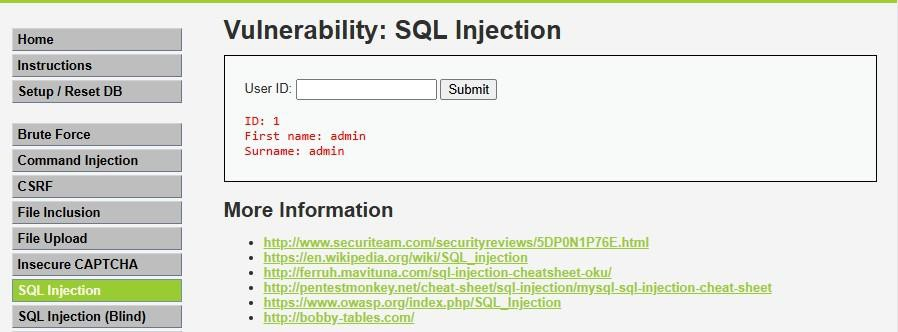 Home
Instructions
Setup / Reset DB
Brute Force
Command Injection
CSRF
File Inclusion
File Upload
Insecure CAPTCHA
SQL Injection
SQL Injection (Blind)
Vulnerability: SQL Injection
User ID:
Submit
ID: 1
First name: admin
Surname: admin
More Information
http://www.securiteam.com/securityreviews/5DP0N1P76E.html
https://en.wikipedia.org/wiki/SQL_injection
http://ferruh.mavituna.com/sql-injection-cheatsheet-oku/
http://pentestmonkey.net/cheat-sheet/sql-injection/mysql-sql-injection-cheat-sheet
https://www.owasp.org/index.php/SQL_Injection
http://bobby-tables.com/